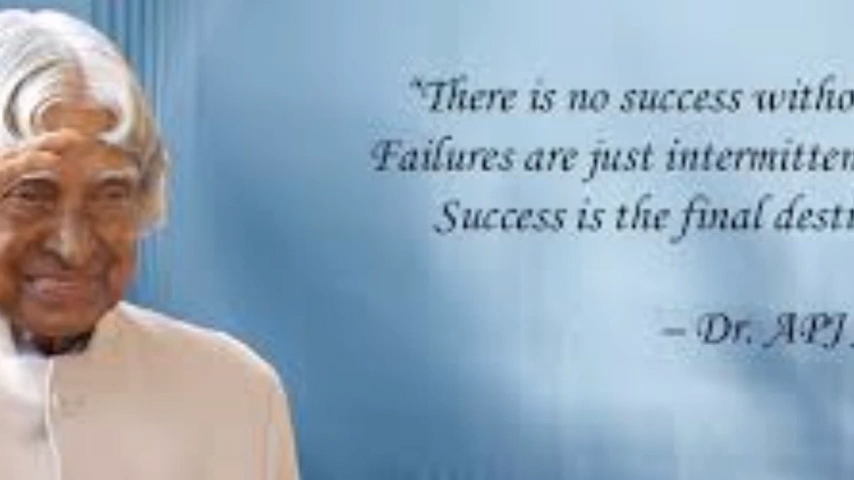 "There is no success witho
Failures are just intermitten
Success is the final desti
– Dr. APJ